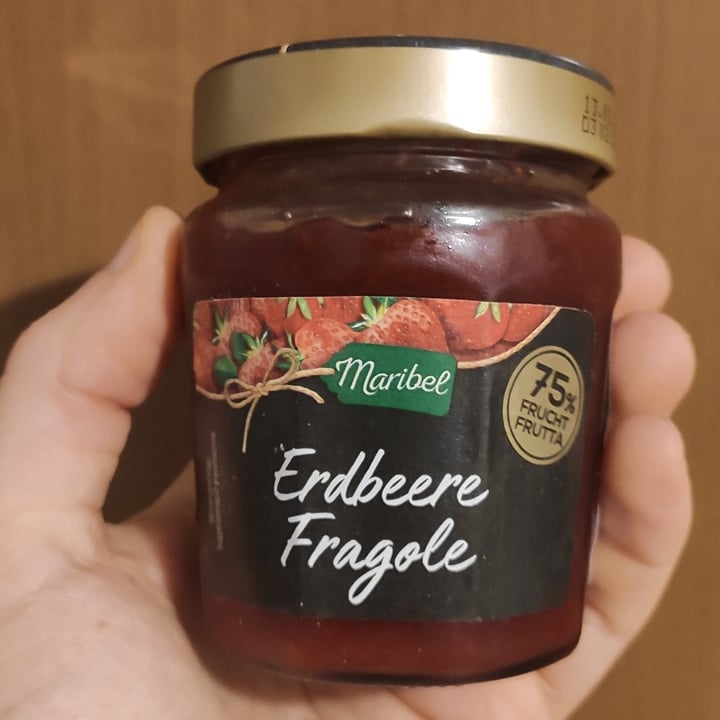 Maribel
75%
FRUCHT
FRUTTA
Erdbeere
Fragole